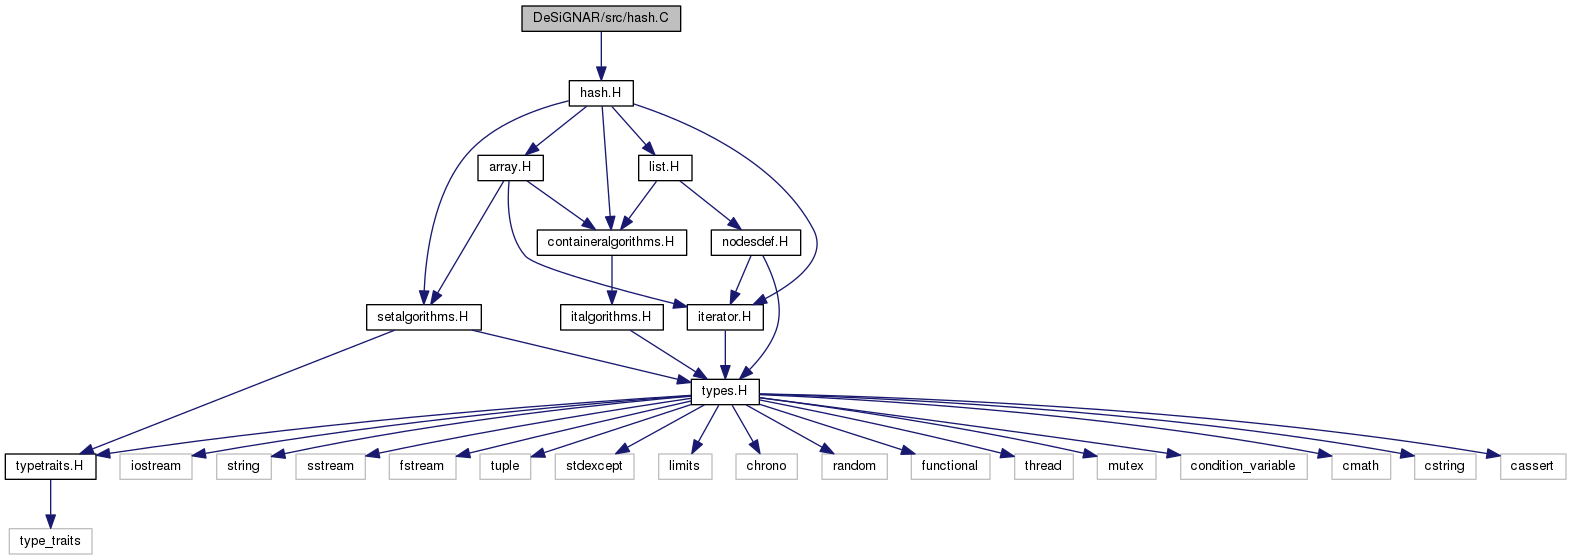 DeSiGNAR/src/hash.C
hash.H
array.H
list.H
containeralgorithms.H
nodesdef.H
setalgorithms.H
italgorithms.H
iterator.H
types.H
typetraits.H
iostream
string
sstream
fstream
tuple
stdexcept
limits
chrono
random
functional
thread
mutex
condition_variable
cmath
cstring
cassert
type_traits